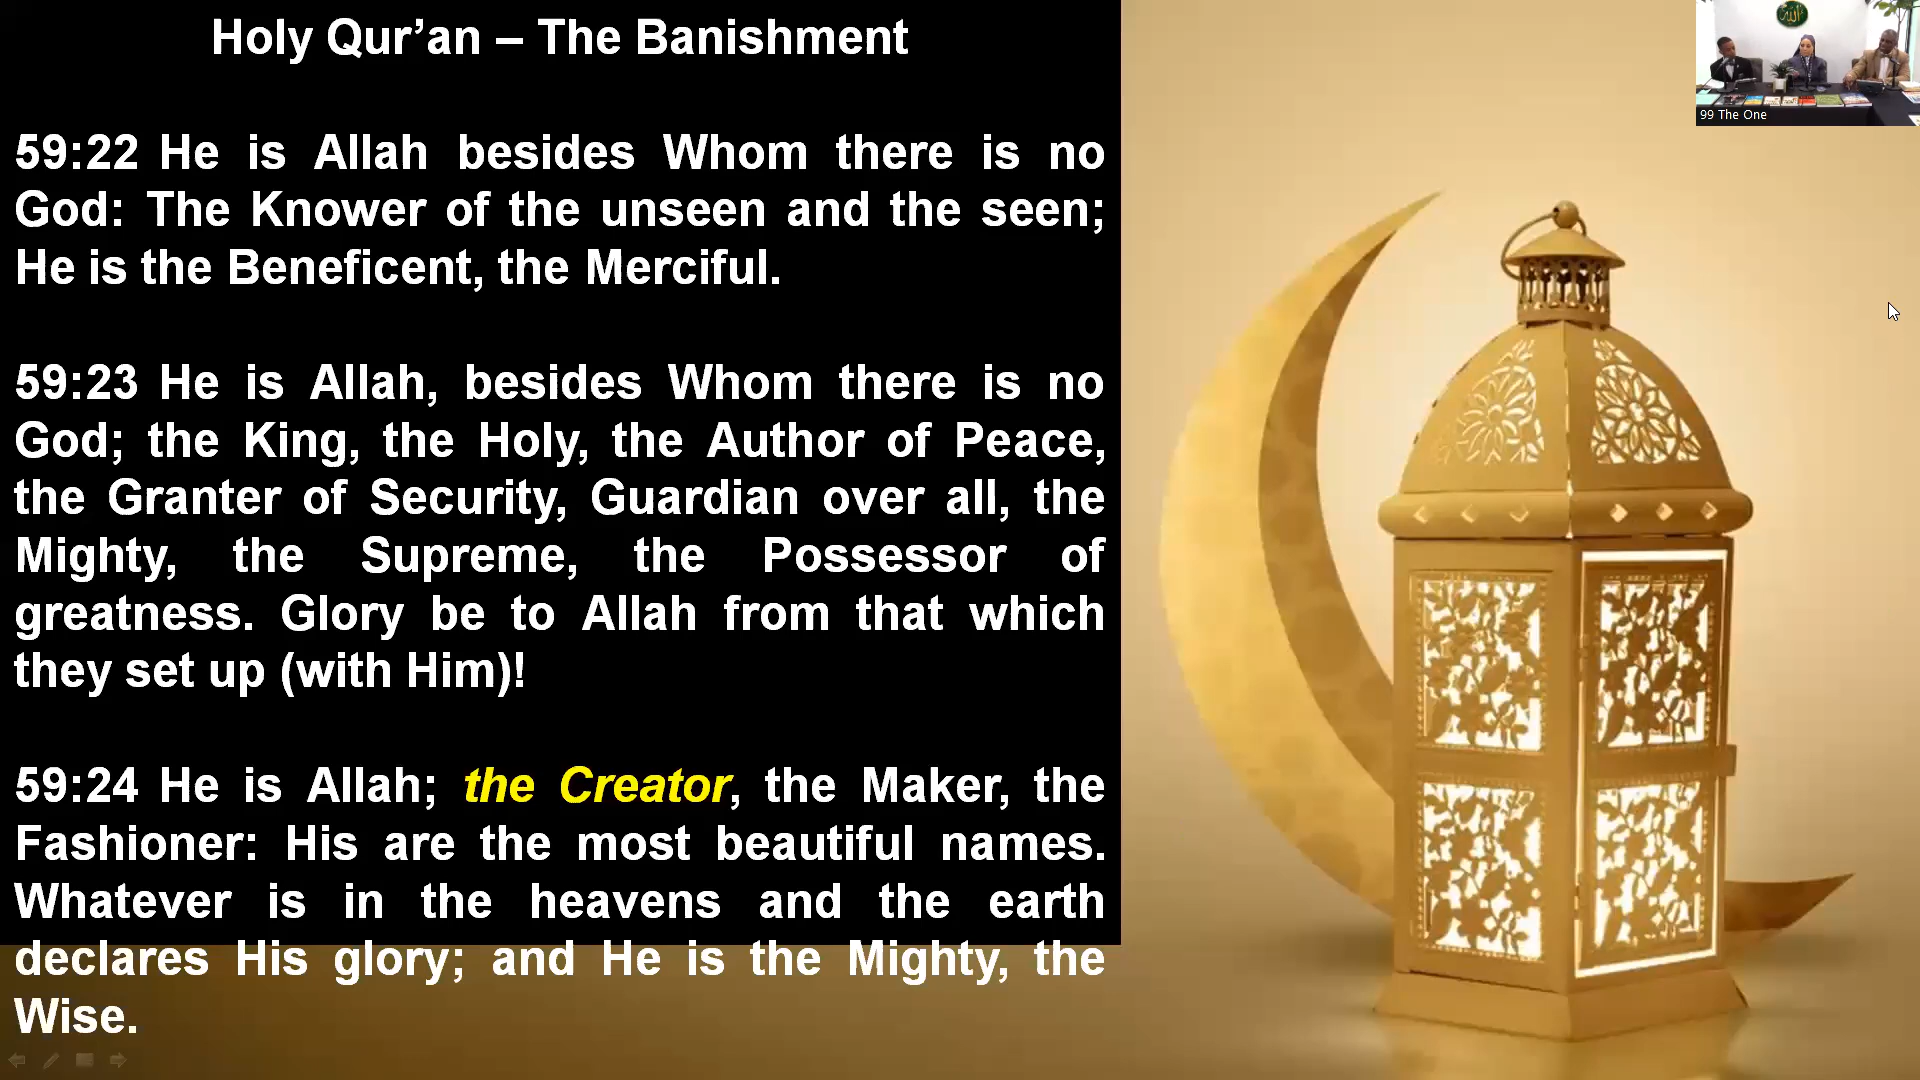 Holy Qur’an – The Banishment
59:22 He is Allah besides Whom there is no
God: The Knower of the unseen and the seen;
He is the Beneficent, the Merciful.
59:23 He is Allah, besides Whom there is no
God; the King, the Holy, the Author of Peace,
the Granter of Security, Guardian over all, the
Mighty, the Supreme, the Possessor of
greatness. Glory be to Allah from that which
they set up (with Him)!
59:24 He is Allah; the Creator, the Maker, the
Fashioner: His are the most beautiful names.
Whatever is in the heavens and the earth
declares His glory; and He is the Mighty, the
Wise.
الله
99 The One